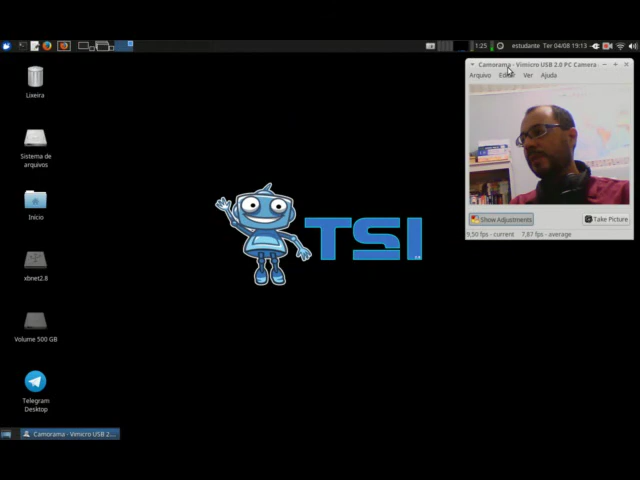 1:25
estudante Ter 04/08 19:13
Camorama - Vimicro USB 2.0 PC Camera
Arquivo Editar Ver Ajuda
Lixeira
Sistema de
arquivos
Início
xbnet2.8
Volume 500 GB
Telegram
Desktop
TSI
Show Adjustments
Take Picture
9,50 fps - current 7,87 fps - average
Camorama - Vimicro USB 2...